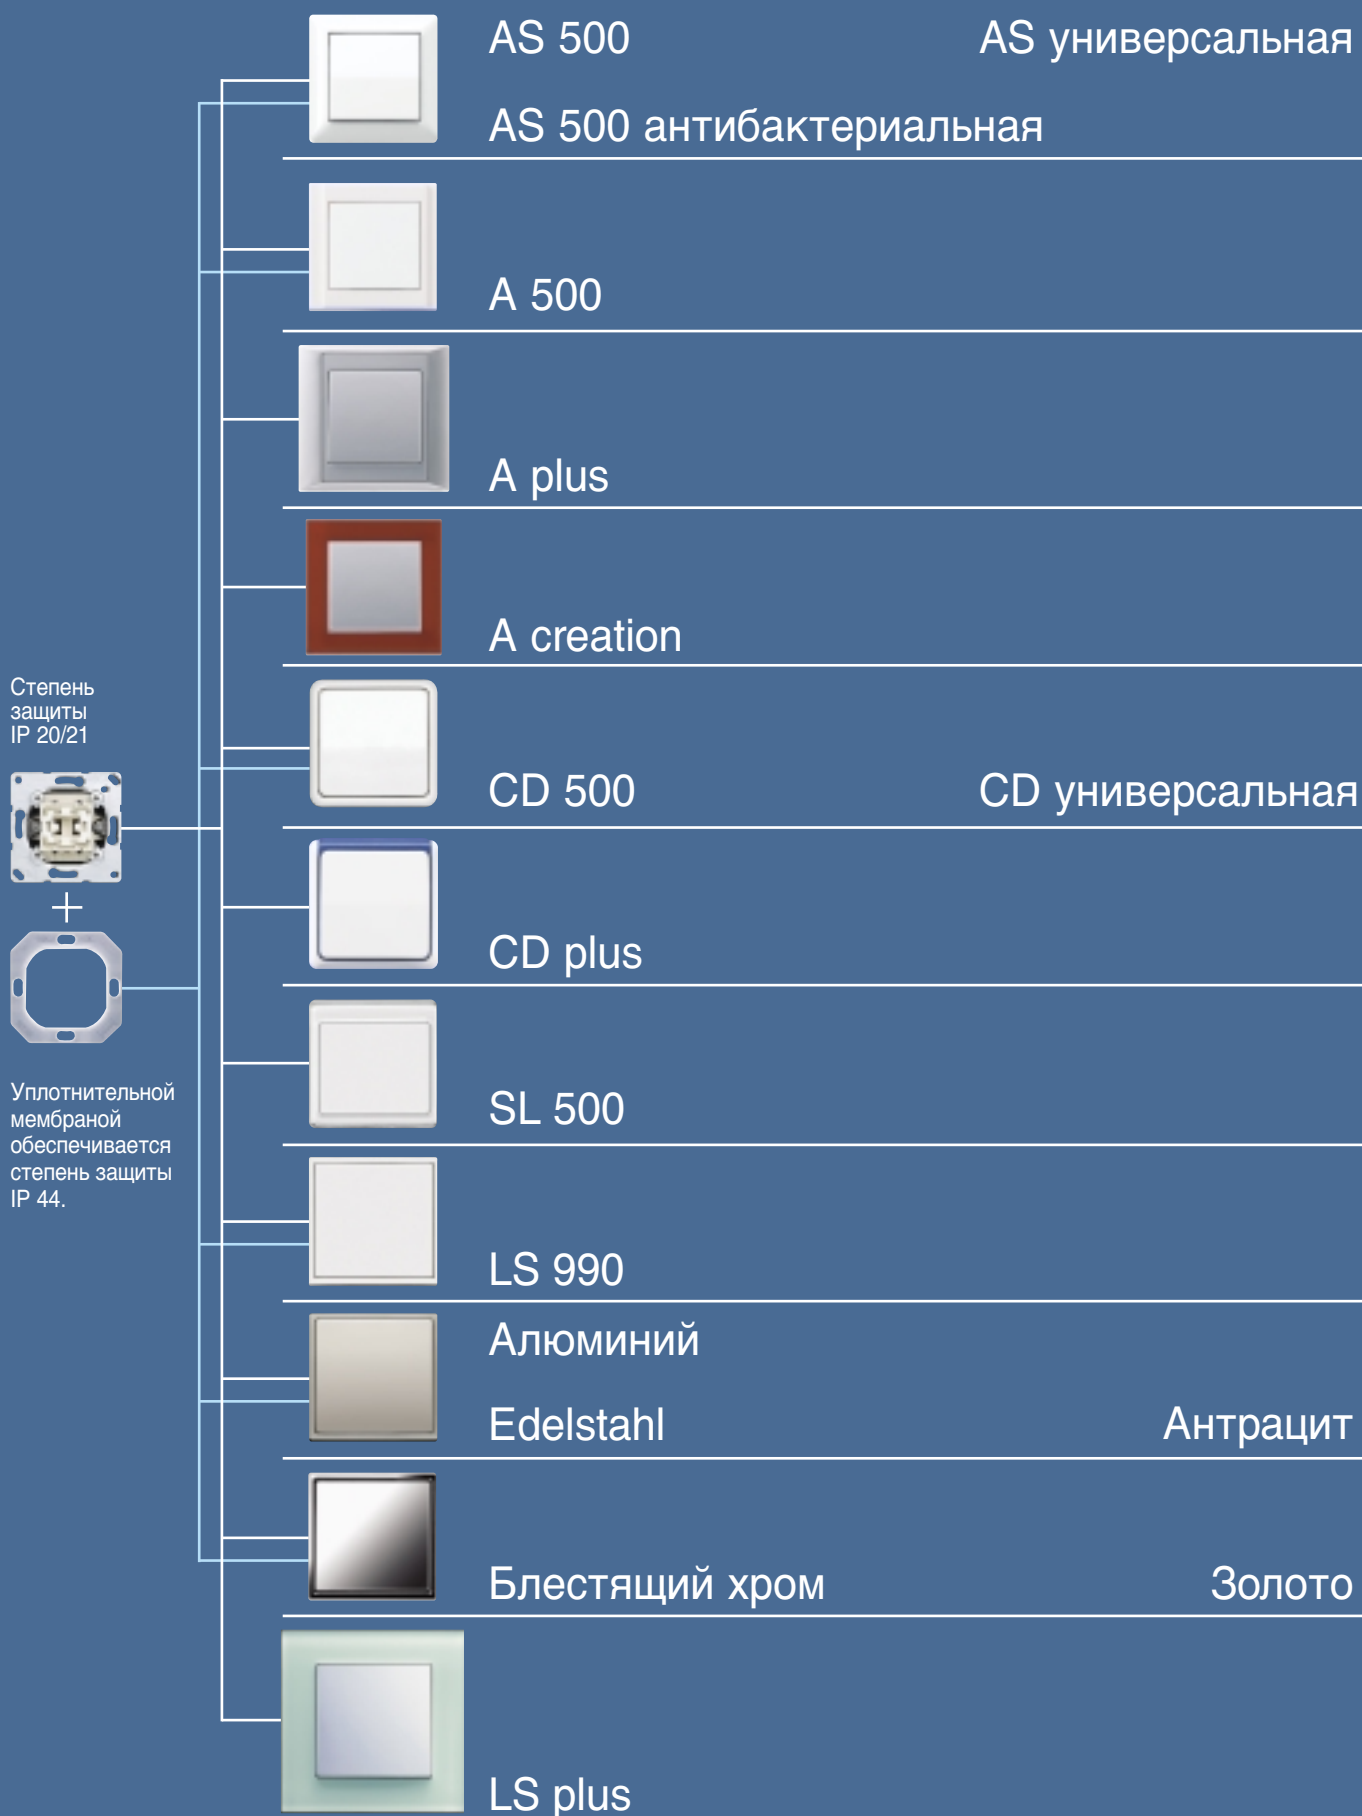 AS 500 AS универсальная
AS 500 антибактериальная
A 500
A plus
A creation
Степень
защиты
IP 20/21
CD 500 CD универсальная
+
CD plus
Уплотнительной
мембраной
обеспечивается
степень защиты
IP 44.
SL 500
LS 990
Алюминий
Edelstahl Антрацит
Блестящий хром Золото
LS plus